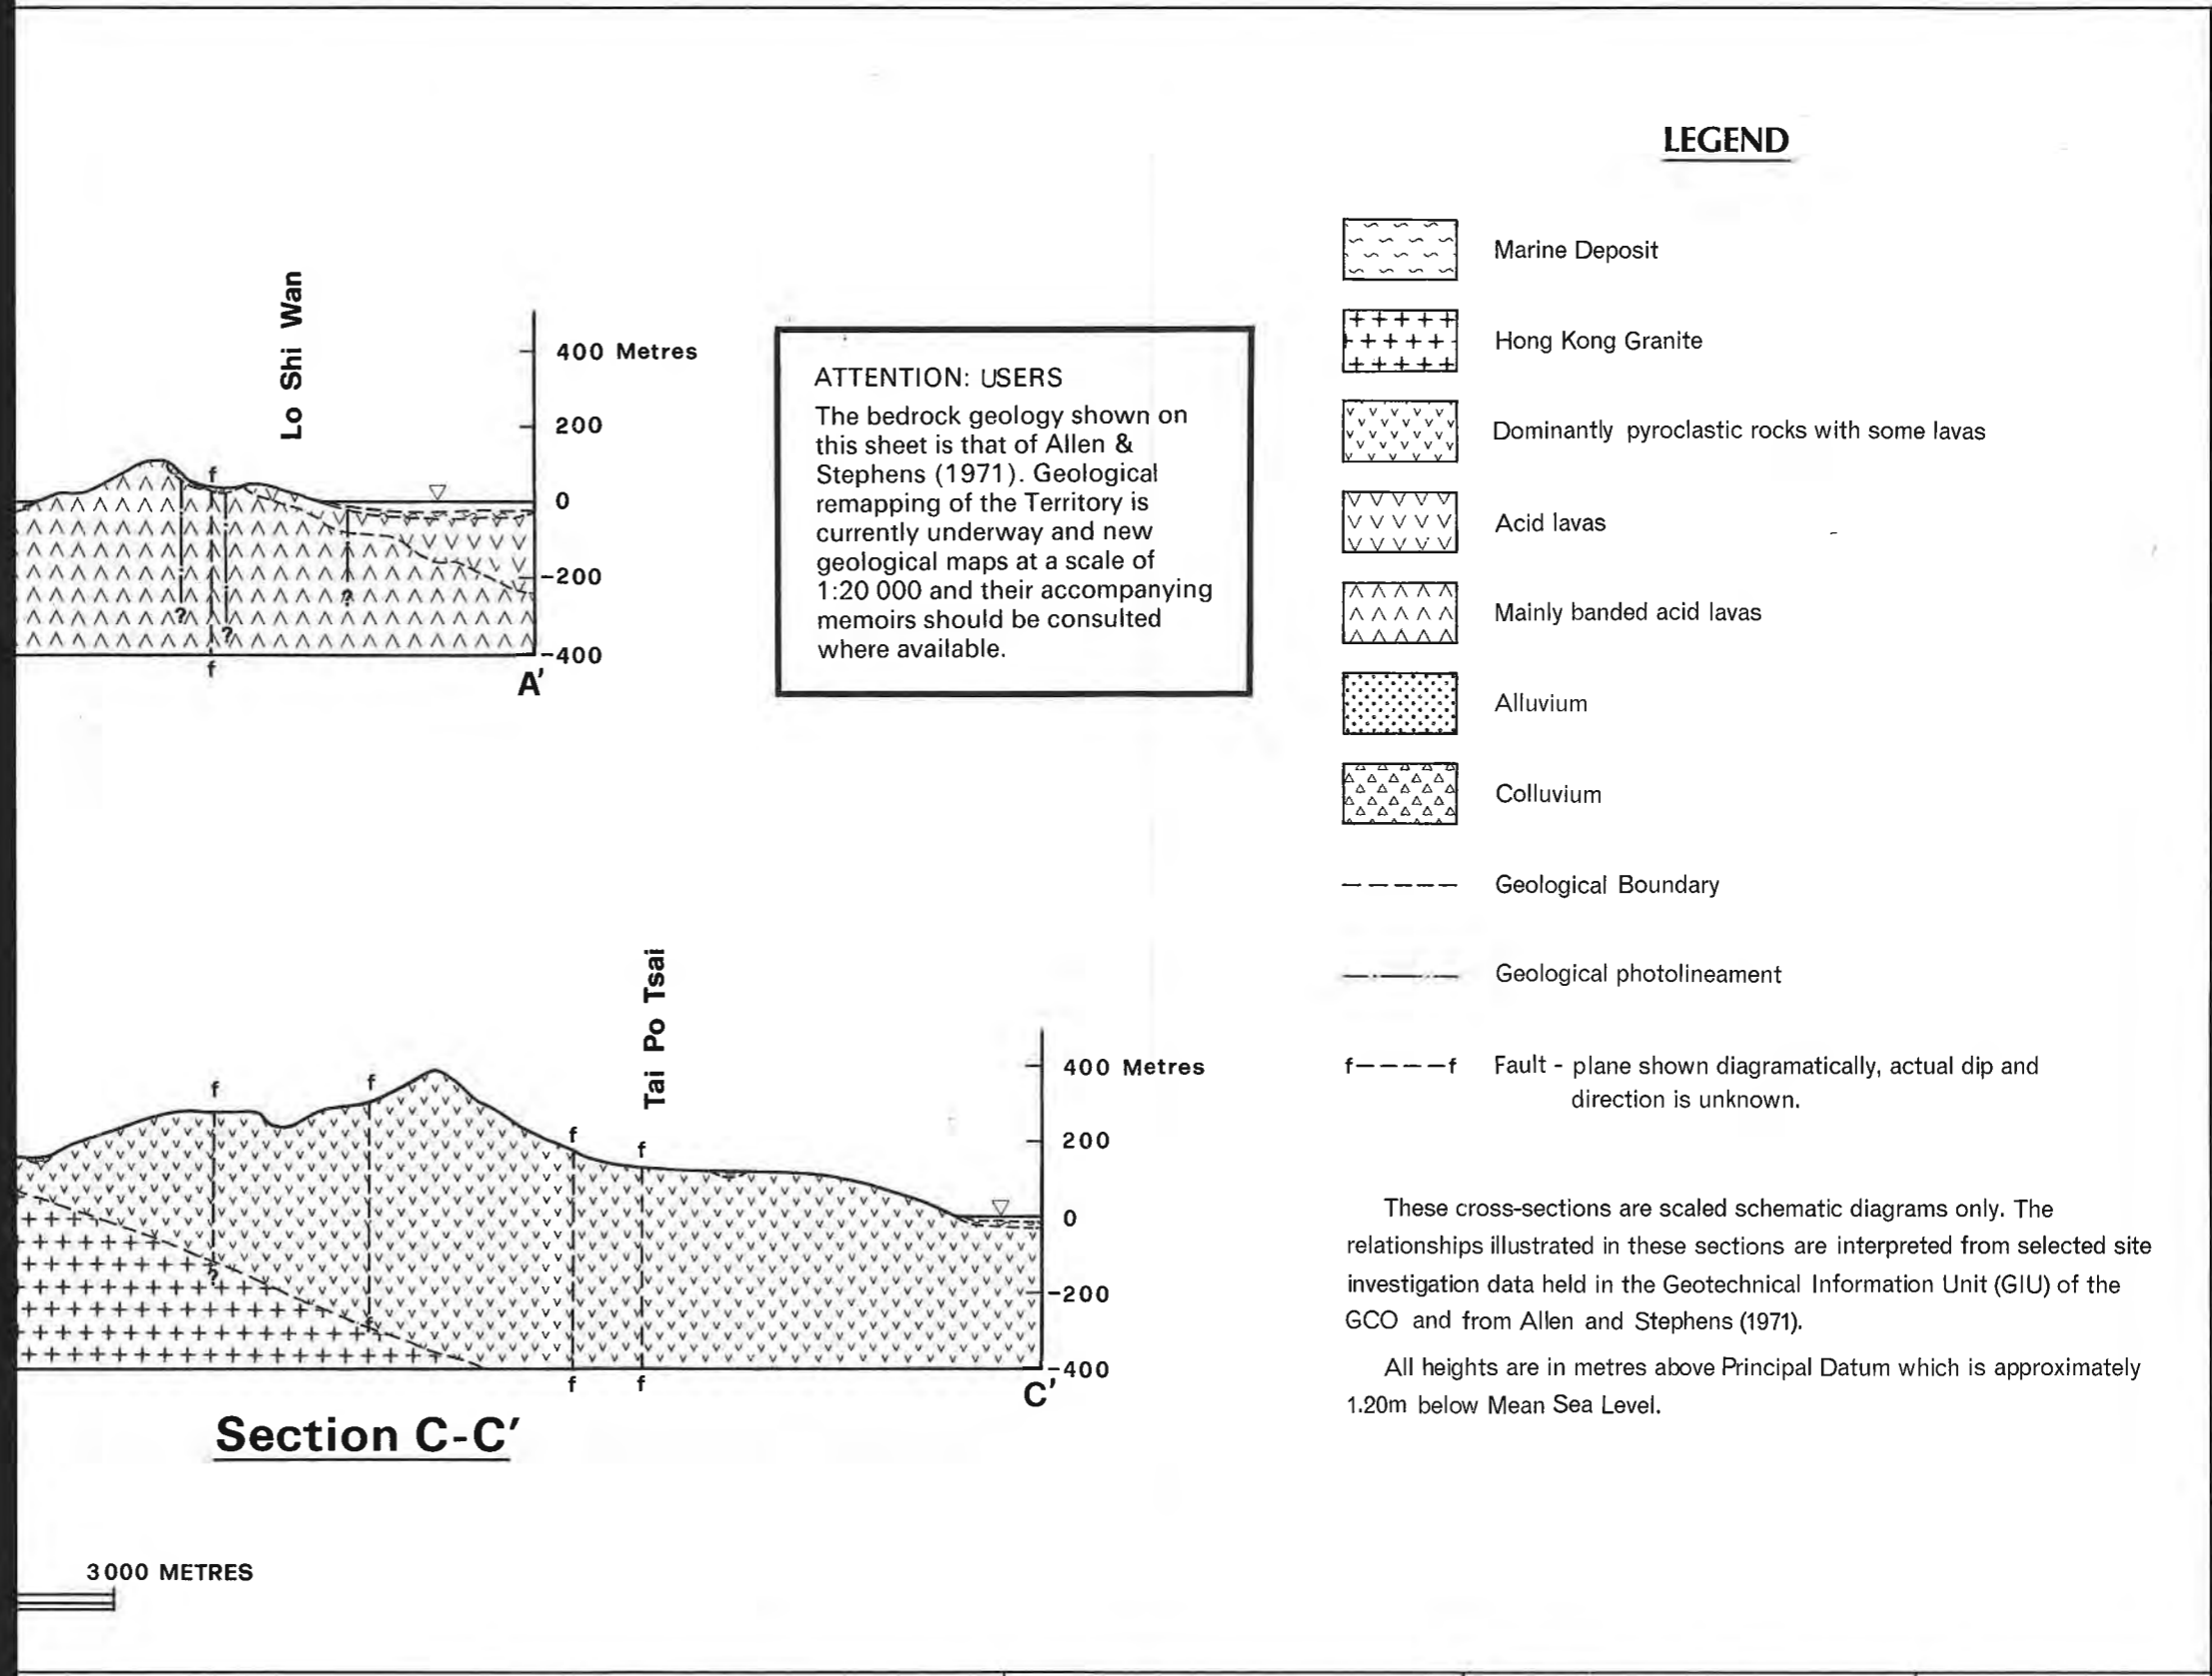 Lo Shi Wan
f
400 Metres
200
0
-200
-400
?
?
?
f
A'
ATTENTION: USERS
The bedrock geology shown on
this sheet is that of Allen &
Stephens (1971). Geological
remapping of the Territory is
currently underway and new
geological maps at a scale of
1:20 000 and their accompanying
memoirs should be consulted
where available.
Tai Po Tsai
f
f
f
f
400 Metres
200
0
-200
-400
?
f
f
C'
Section C-C'
3000 METRES
LEGEND
Marine Deposit
Hong Kong Granite
Dominantly pyroclastic rocks with some lavas
Acid lavas
Mainly banded acid lavas
Alluvium
Colluvium
Geological Boundary
Geological photolineament
f----f Fault - plane shown diagramatically, actual dip and
direction is unknown.
These cross-sections are scaled schematic diagrams only. The
relationships illustrated in these sections are interpreted from selected site
investigation data held in the Geotechnical Information Unit (GIU) of the
GCO and from Allen and Stephens (1971).
All heights are in metres above Principal Datum which is approximately
1.20m below Mean Sea Level.